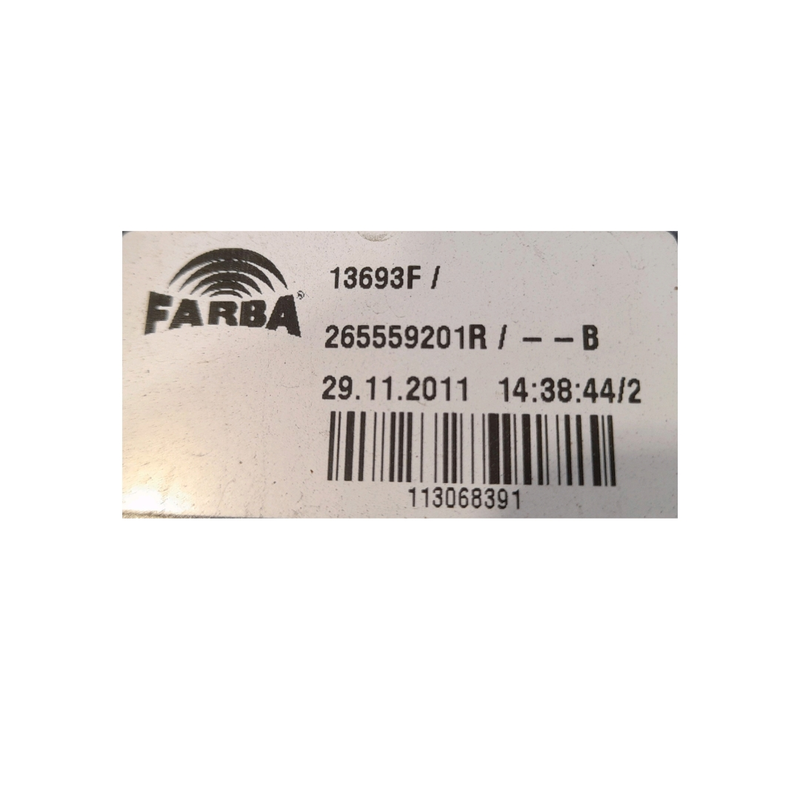 FARBA
13693F /
265559201R / - - B
29.11.2011 14:38:44/2
113068391